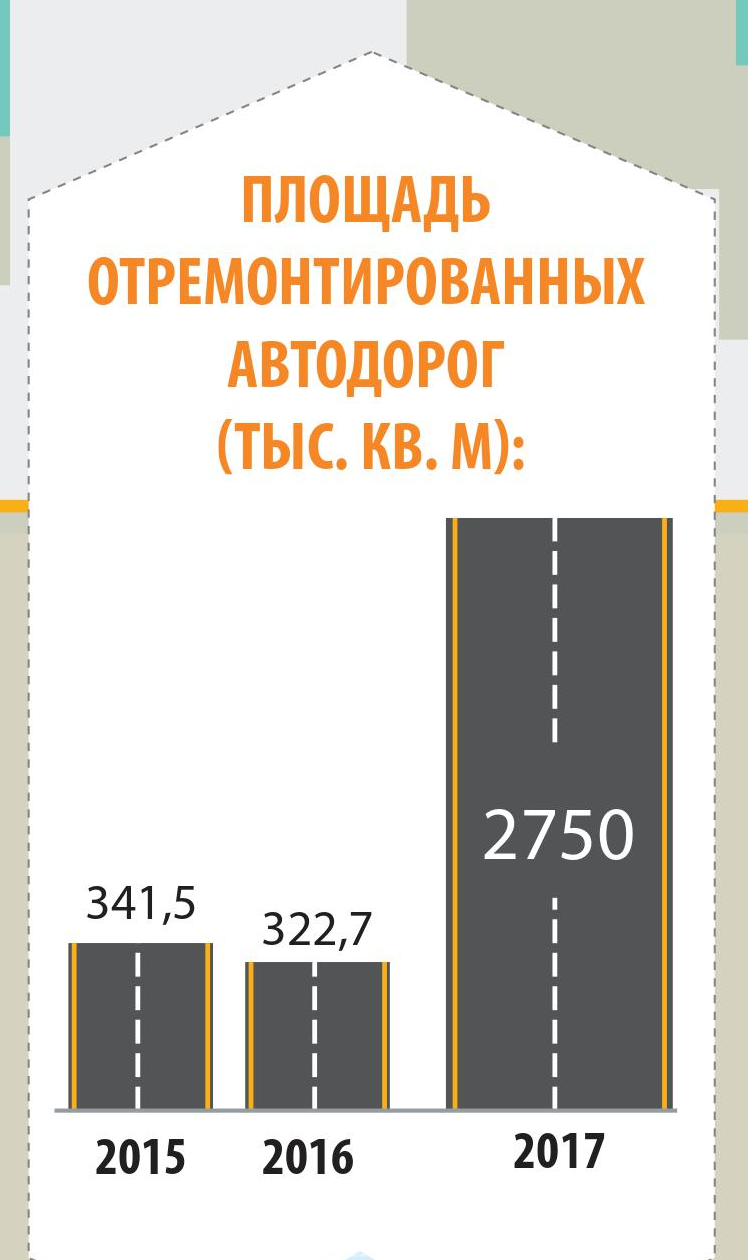 ПЛОЩАДЬ
ОТРЕМОНТИРОВАННЫХ
АВТОДОРОГ
(ТЫС. КВ. М):
2750
341,5
322,7
2015
2016
2017